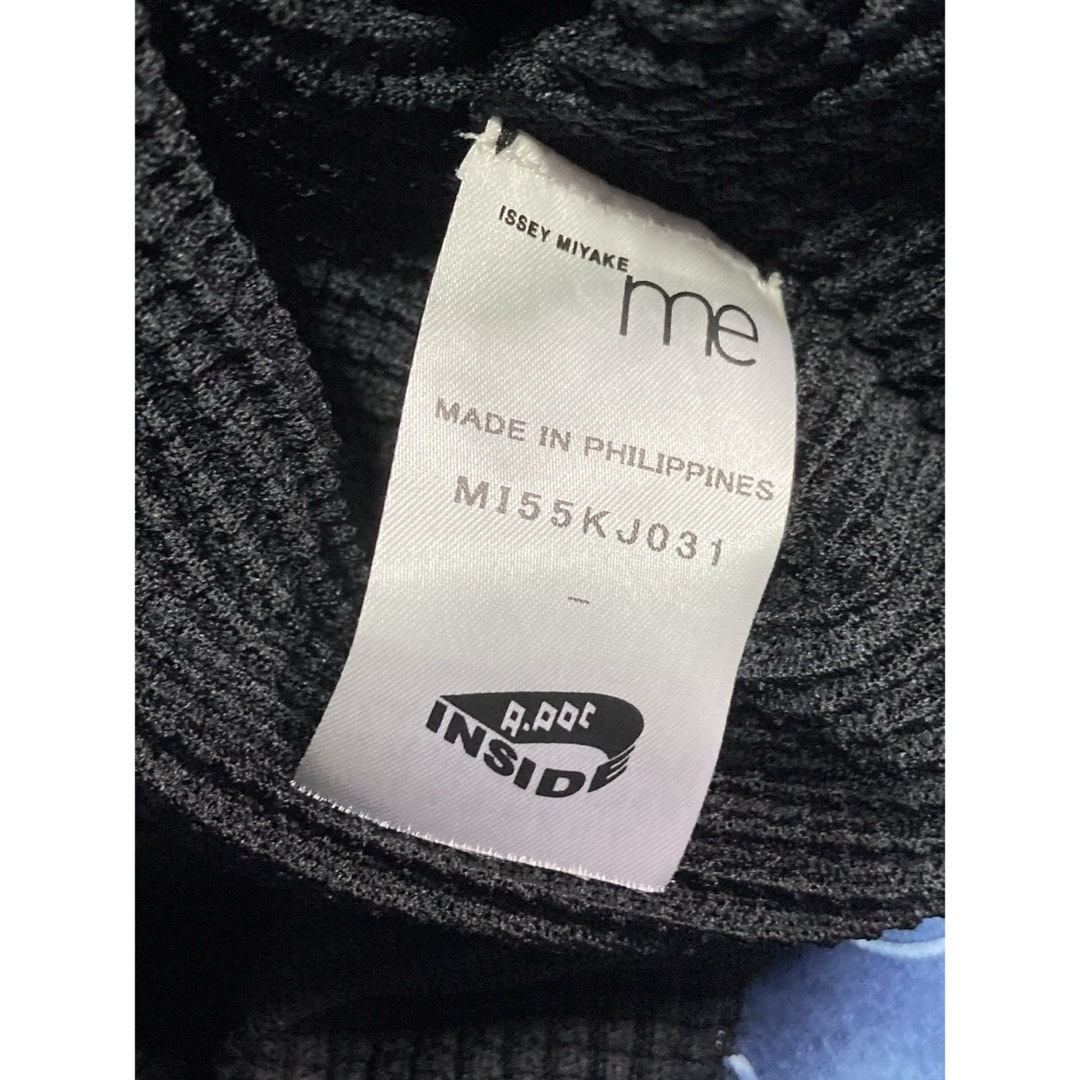 ISSEY MIYAKE
me
MADE IN PHILIPPINES
MI55KJ031
A.POC
INSIDE